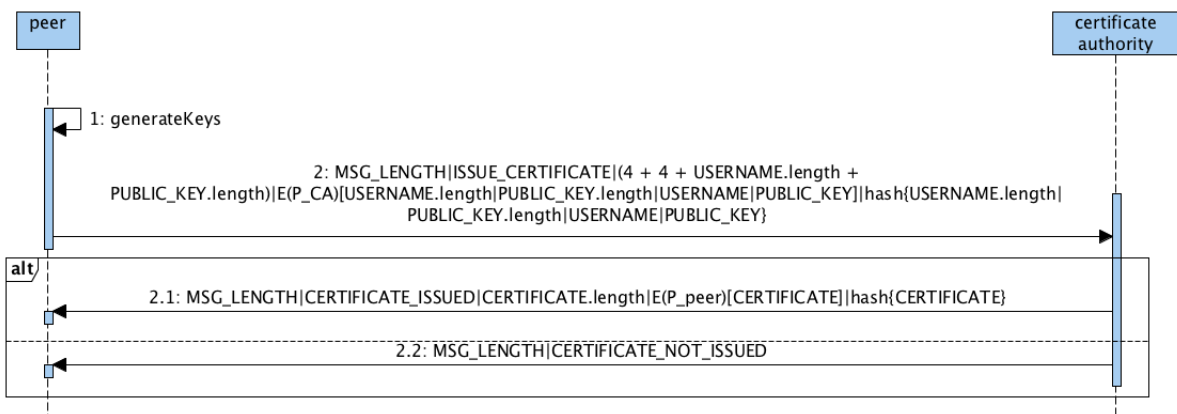 peer
certificate
authority
1: generateKeys
2: MSG_LENGTH|ISSUE_CERTIFICATE|(4 + 4 + USERNAME.length +
PUBLIC_KEY.length)|E(P_CA)[USERNAME.length|PUBLIC_KEY.length|USERNAME|PUBLIC_KEY]|hash{USERNAME.length|
PUBLIC_KEY.length|USERNAME|PUBLIC_KEY}
alt
2.1: MSG_LENGTH|CERTIFICATE_ISSUED|CERTIFICATE.length|E(P_peer)[CERTIFICATE]|hash{CERTIFICATE}
2.2: MSG_LENGTH|CERTIFICATE_NOT_ISSUED